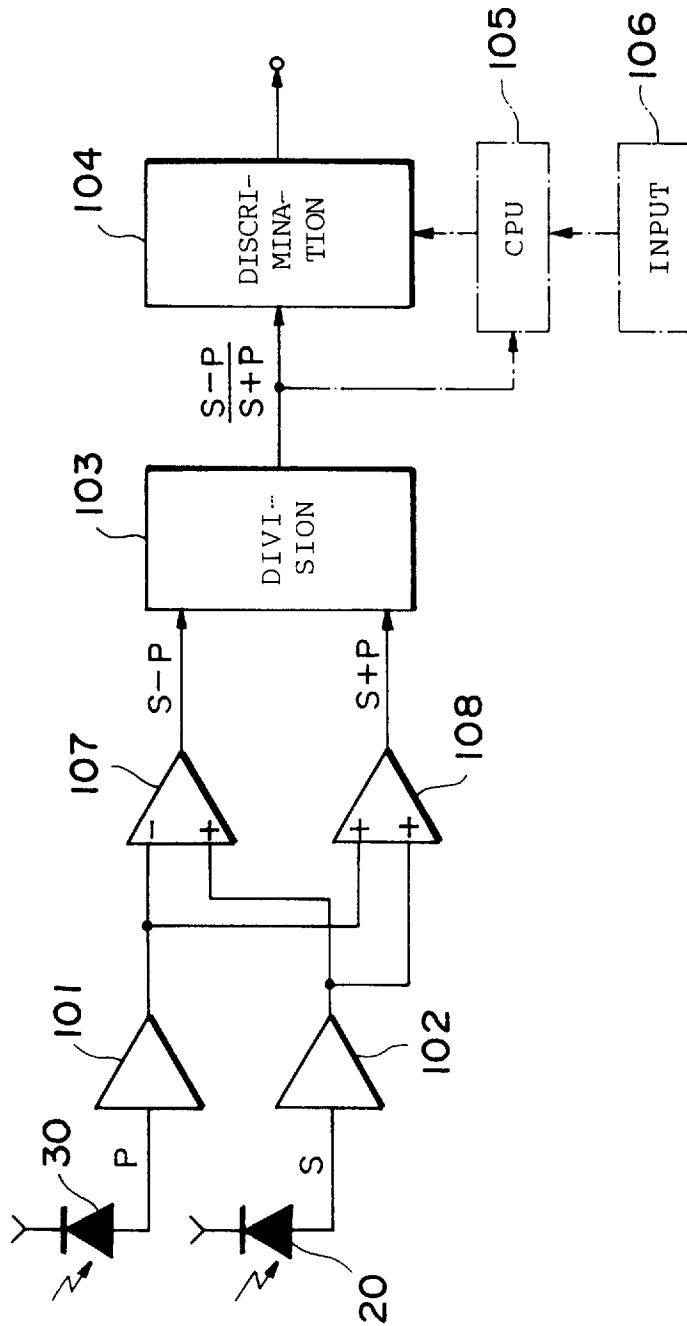 30
P
101
20
S
102
107
−
+
S−P
108
+
+
S+P
103
DIVI-
SION
S−P
S+P
104
DISCRI-
MINA-
TION
CPU
105
INPUT
106